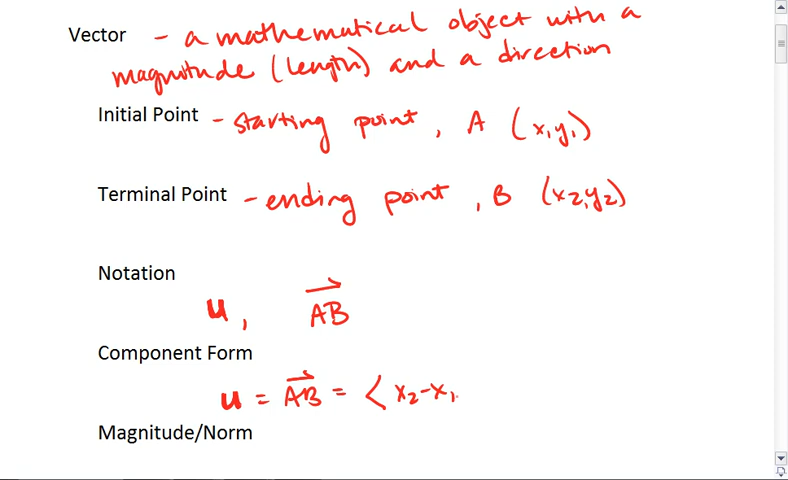 Vector - a mathematical object with a
magnitude (length) and a direction
Initial Point - starting point, A (x₁,y₁)
Terminal Point - ending point, B (x₂,y₂)
Notation
u, AB⃗
Component Form
u = AB⃗ = ⟨x₂-x₁
Magnitude/Norm